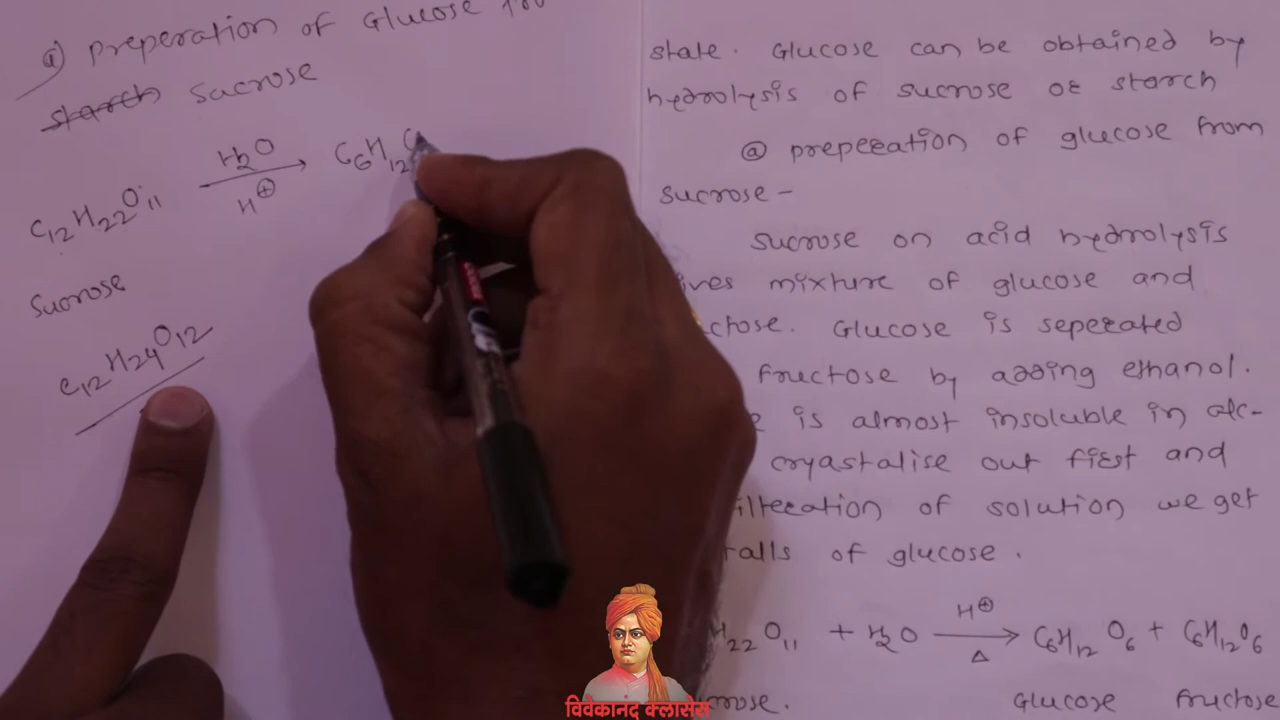 a) preperation of Glucose
starch sacrose
C12H22O11 H2O H⊕ → C6H12
Sucrose
C12H24O12
state. Glucose can be obtained by
hydrolysis of sucrose or starch
@ preperation of glucose from
sucrose -
sucrose on acid hydrolysis
mixture of glucose and
Glucose is seperated
fructose by adding ethanol.
is almost insoluble in alc-
cryastalise out first and
of solution we get
of glucose.
H22O11 + H2O H⊕ → Δ C6H12O6 + C6H12O6
Glucose fructose
विवेकानंद क्लासेस